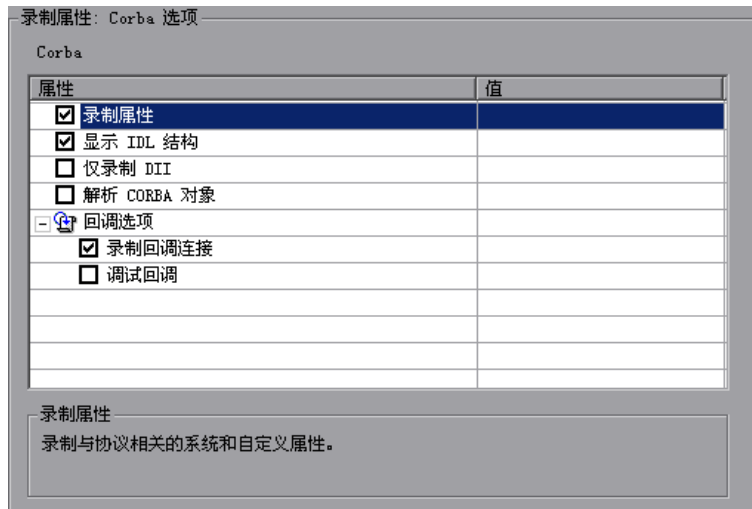 录制属性: Corba 选项
Corba
属性 值
录制属性
显示 IDL 结构
仅录制 DII
解析 CORBA 对象
回调选项
录制回调连接
调试回调
录制属性
录制与协议相关的系统和自定义属性。